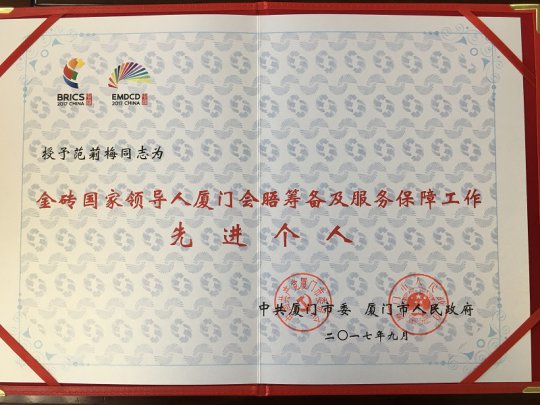 BRICS
2017 CHINA
EMDCD
2017 CHINA
授予范莉梅同志为
金砖国家领导人厦门会晤筹备及服务保障工作
先进个人
中共厦门市委 厦门市人民政府
二〇一七年九月